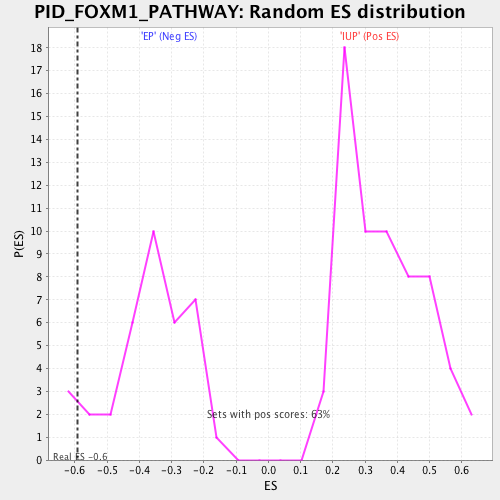 PID_FOXM1_PATHWAY: Random ES distribution
'EP' (Neg ES)
'IUP' (Pos ES)
18
17
16
15
14
13
12
11
10
9
8
7
6
5
4
3
2
1
0
P(ES)
Sets with pos scores: 63%
Real ES -0.6
-0.6 -0.5 -0.4 -0.3 -0.2 -0.1 0.0 0.1 0.2 0.3 0.4 0.5 0.6
ES